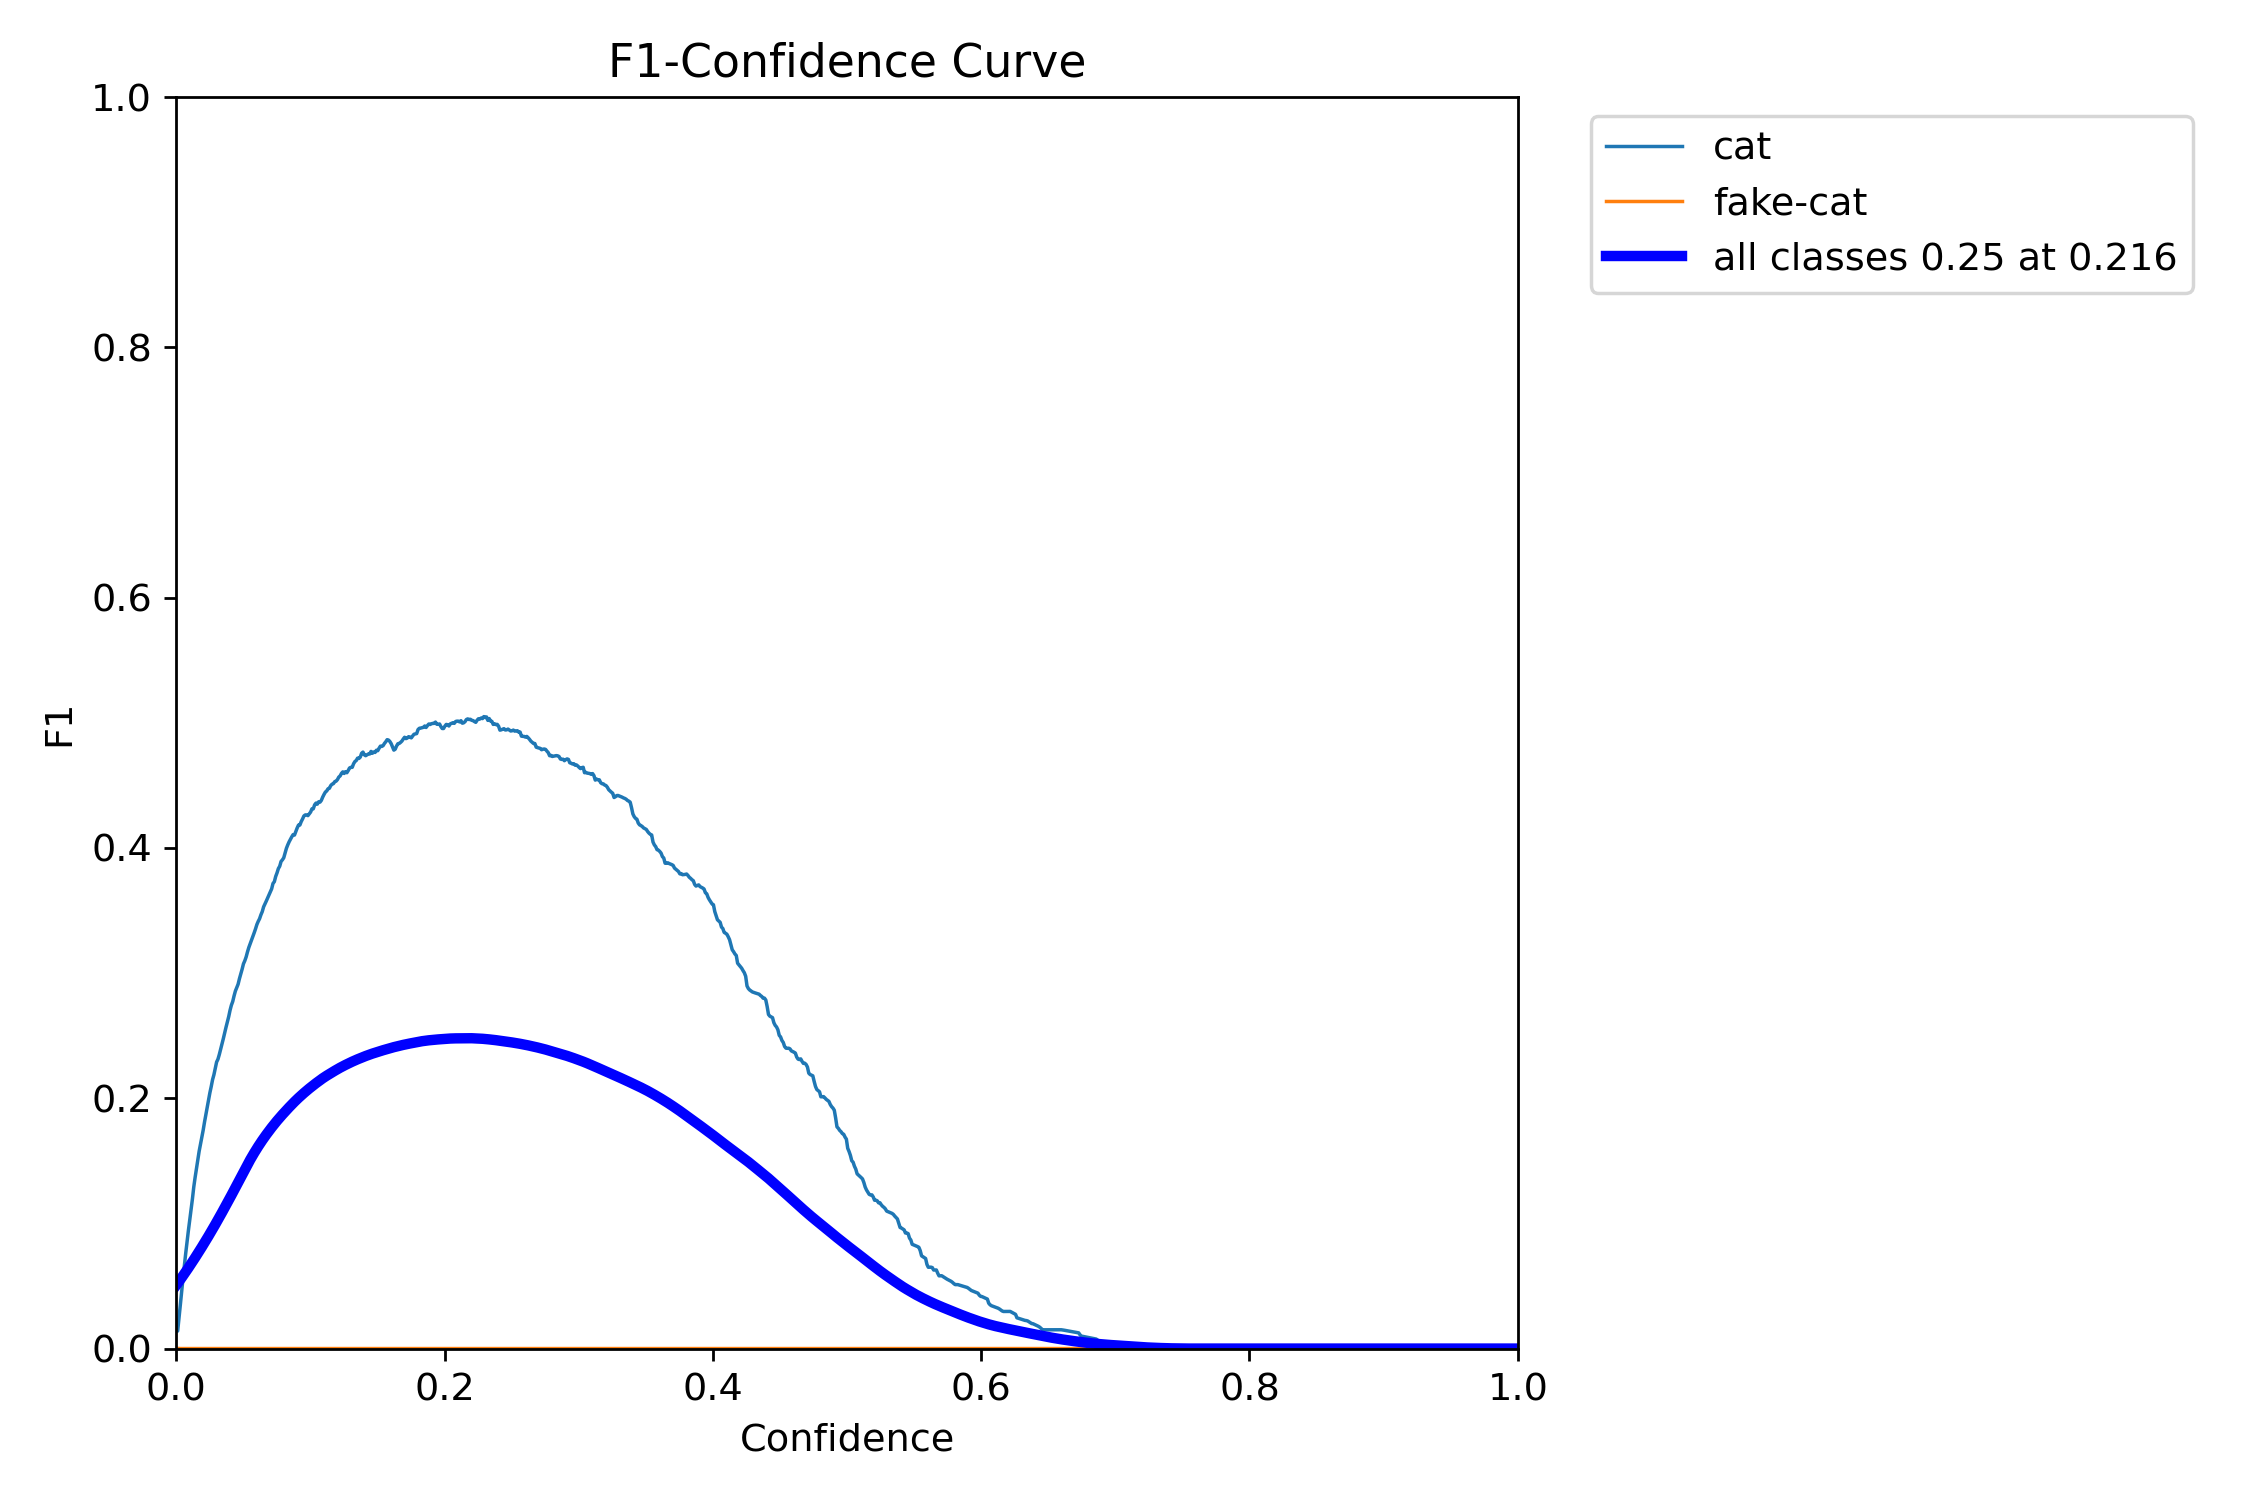 F1-Confidence Curve
1.0
0.8
0.6
0.4
0.2
0.0
F1
0.0 0.2 0.4 0.6 0.8 1.0
Confidence
cat
fake-cat
all classes 0.25 at 0.216